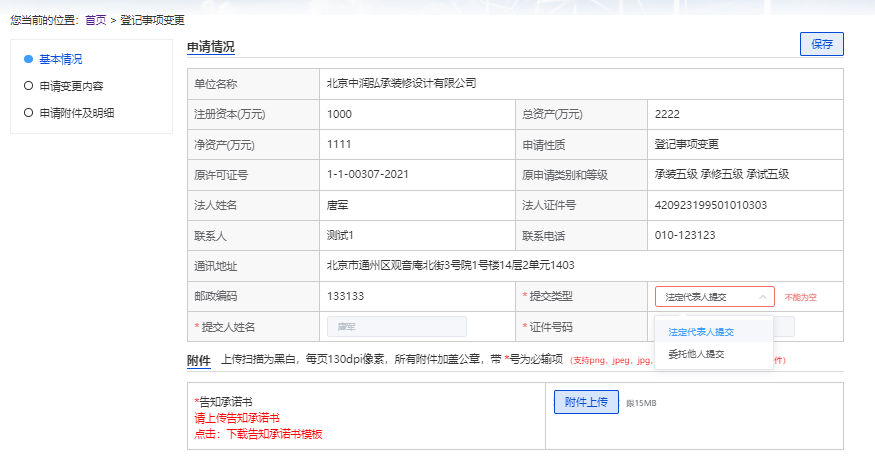 您当前的位置：首页 > 登记事项变更
基本情况
申请变更内容
申请附件及明细
申请情况
保存
单位名称 北京中润弘承装修设计有限公司
注册资本(万元) 1000 总资产(万元) 2222
净资产(万元) 1111 申请性质 登记事项变更
原许可证号 1-1-00307-2021 原申请类别和等级 承装五级 承修五级 承试五级
法人姓名 唐军 法人证件号 420923199501010303
联系人 测试1 联系电话 010-123123
通讯地址 北京市通州区观音庵北街3号院1号楼14层2单元1403
邮政编码 133133 *提交类型 法定代表人提交 不能为空
*提交人姓名 唐军 *证件号码
法定代表人提交
委托他人提交
附件 上传扫描为黑白，每页130dpi像素，所有附件加盖公章，带 *号为必输项 (支持png、jpeg、jpg、 件)
*告知承诺书
请上传告知承诺书
点击：下载告知承诺书模板
附件上传 限15MB